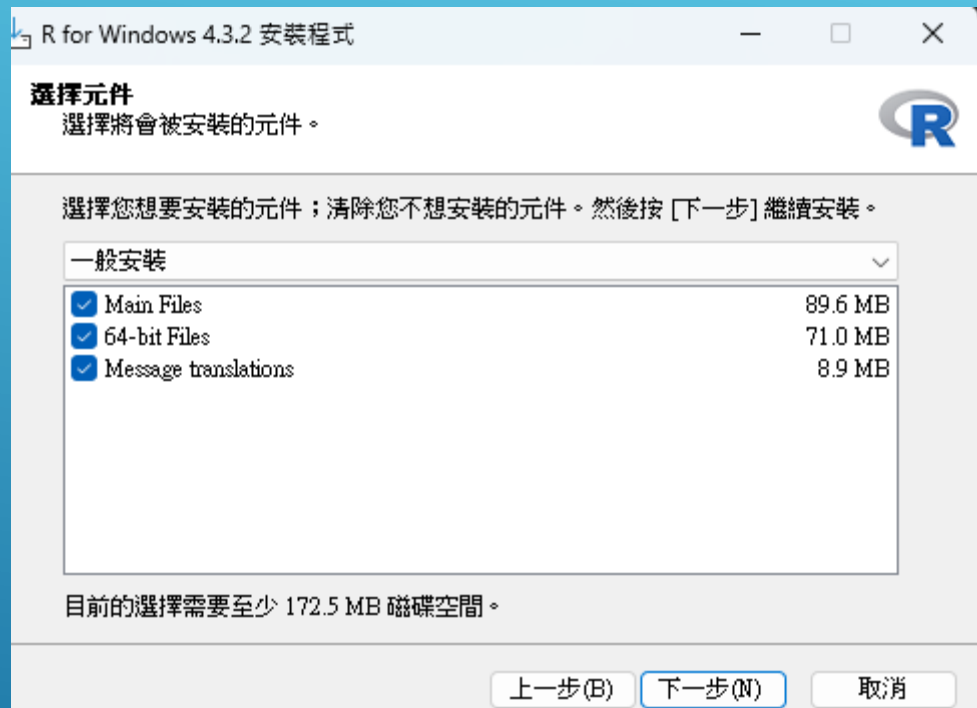 R for Windows 4.3.2 安裝程式
選擇元件
選擇將會被安裝的元件。
R
選擇您想要安裝的元件；清除您不想安裝的元件。然後按 [下一步] 繼續安裝。
一般安裝
Main Files 89.6 MB
64-bit Files 71.0 MB
Message translations 8.9 MB
目前的選擇需要至少 172.5 MB 磁碟空間。
上一步(B) 下一步(N) 取消